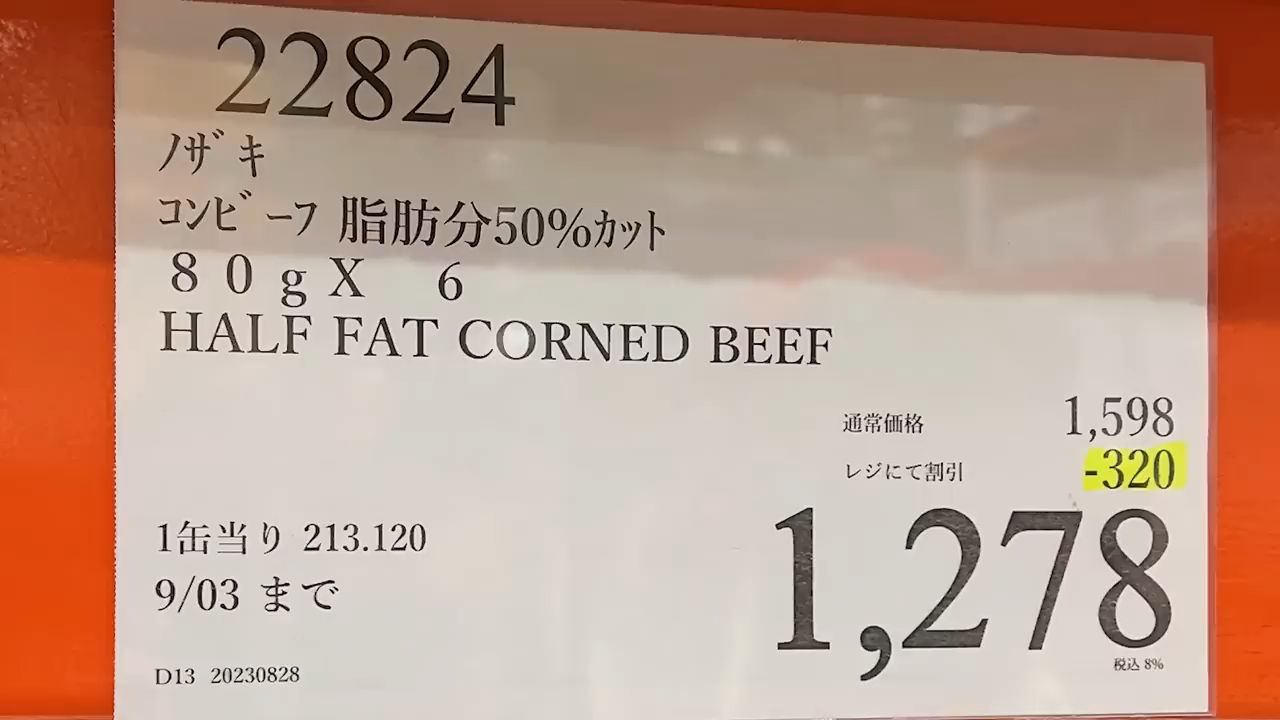 22824
ﾉｻﾞｷ
ｺﾝﾋﾞｰﾌ 脂肪分50%ｶｯﾄ
８０ｇX 6
HALF FAT CORNED BEEF
通常価格 1,598
レジにて割引 -320
1,278
税込 8%
1缶当り 213.120
9/03 まで
D13 20230828